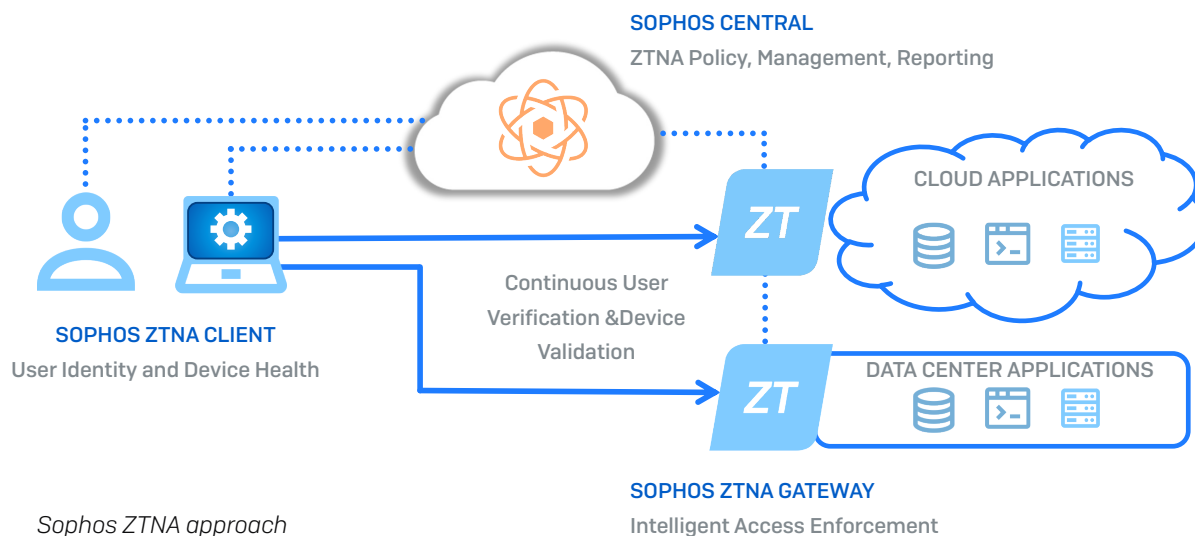 SOPHOS CENTRAL
ZTNA Policy, Management, Reporting
CLOUD APPLICATIONS
ZT
Continuous User
Verification &Device
Validation
SOPHOS ZTNA CLIENT
User Identity and Device Health
DATA CENTER APPLICATIONS
ZT
SOPHOS ZTNA GATEWAY
Intelligent Access Enforcement
Sophos ZTNA approach